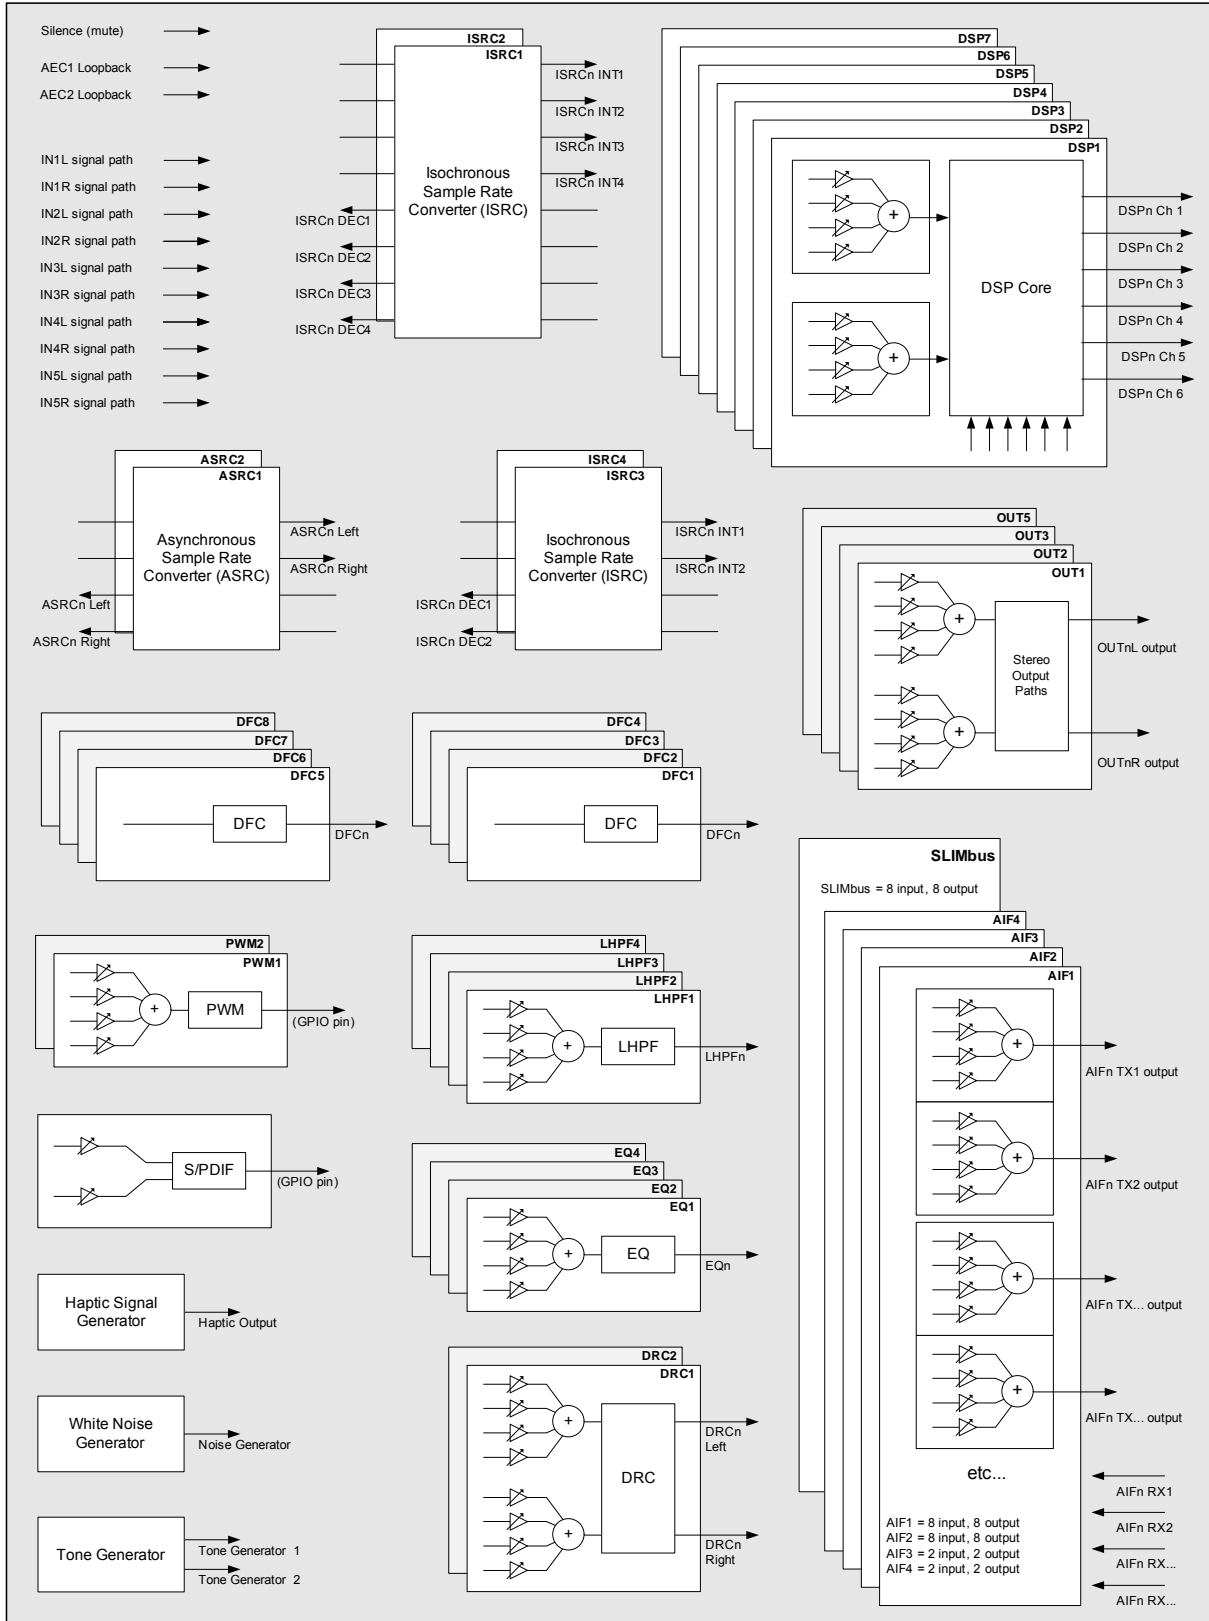 Silence (mute)
AEC1 Loopback
AEC2 Loopback
IN1L signal path
IN1R signal path
IN2L signal path
IN2R signal path
IN3L signal path
IN3R signal path
IN4L signal path
IN4R signal path
IN5L signal path
IN5R signal path
ISRC2
ISRC1
Isochronous
Sample Rate
Converter (ISRC)
ISRCn INT1
ISRCn INT2
ISRCn INT3
ISRCn INT4
ISRCn DEC1
ISRCn DEC2
ISRCn DEC3
ISRCn DEC4
DSP7
DSP6
DSP5
DSP4
DSP3
DSP2
DSP1
+
+
DSP Core
DSPn Ch 1
DSPn Ch 2
DSPn Ch 3
DSPn Ch 4
DSPn Ch 5
DSPn Ch 6
ASRC2
ASRC1
Asynchronous
Sample Rate
Converter (ASRC)
ASRCn Left
ASRCn Right
ASRCn Left
ASRCn Right
ISRC4
ISRC3
Isochronous
Sample Rate
Converter (ISRC)
ISRCn INT1
ISRCn INT2
ISRCn DEC1
ISRCn DEC2
OUT5
OUT3
OUT2
OUT1
+
+
Stereo
Output
Paths
OUTnL output
OUTnR output
DFC8
DFC7
DFC6
DFC5
DFC
DFCn
DFC4
DFC3
DFC2
DFC1
DFC
DFCn
SLIMbus
SLIMbus = 8 input, 8 output
AIF4
AIF3
AIF2
AIF1
+
AIFn TX1 output
+
AIFn TX2 output
+
AIFn TX... output
+
AIFn TX... output
etc...
AIF1 = 8 input, 8 output
AIF2 = 8 input, 8 output
AIF3 = 2 input, 2 output
AIF4 = 2 input, 2 output
AIFn RX1
AIFn RX2
AIFn RX...
AIFn RX...
PWM2
PWM1
+
PWM
(GPIO pin)
LHPF4
LHPF3
LHPF2
LHPF1
+
LHPF
LHPFn
S/PDIF
(GPIO pin)
EQ4
EQ3
EQ2
EQ1
+
EQ
EQn
Haptic Signal
Generator
Haptic Output
White Noise
Generator
Noise Generator
Tone Generator
Tone Generator 1
Tone Generator 2
DRC2
DRC1
+
+
DRC
DRCn
Left
DRCn
Right